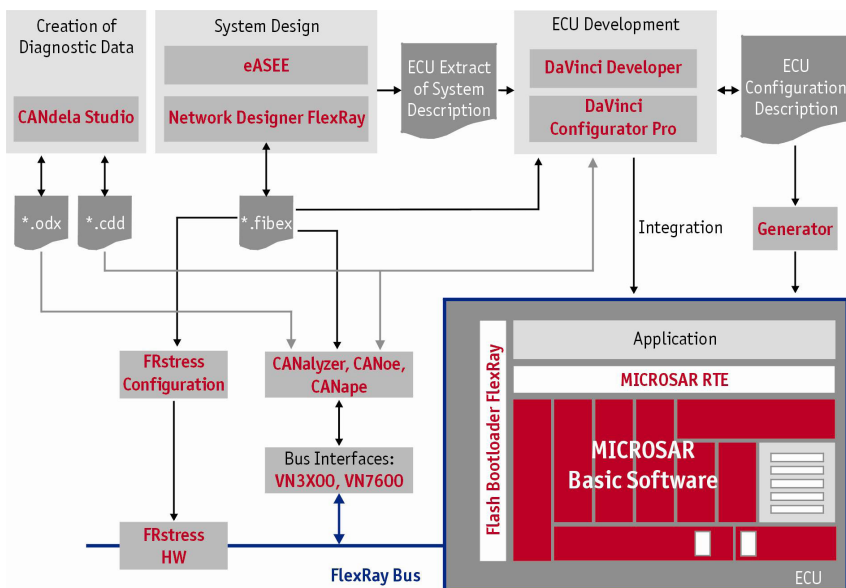 Creation of
Diagnostic Data
CANdela Studio
System Design
eASEE
Network Designer FlexRay
ECU Extract
of System
Description
ECU Development
DaVinci Developer
DaVinci
Configurator Pro
ECU
Configuration
Description
*.odx
*.cdd
*.fibex
Integration
Generator
FRstress
Configuration
CANalyzer, CANoe,
CANape
Bus Interfaces:
VN3X00, VN7600
FRstress
HW
FlexRay Bus
Flash Bootloader FlexRay
Application
MICROSAR RTE
MICROSAR
Basic Software
ECU